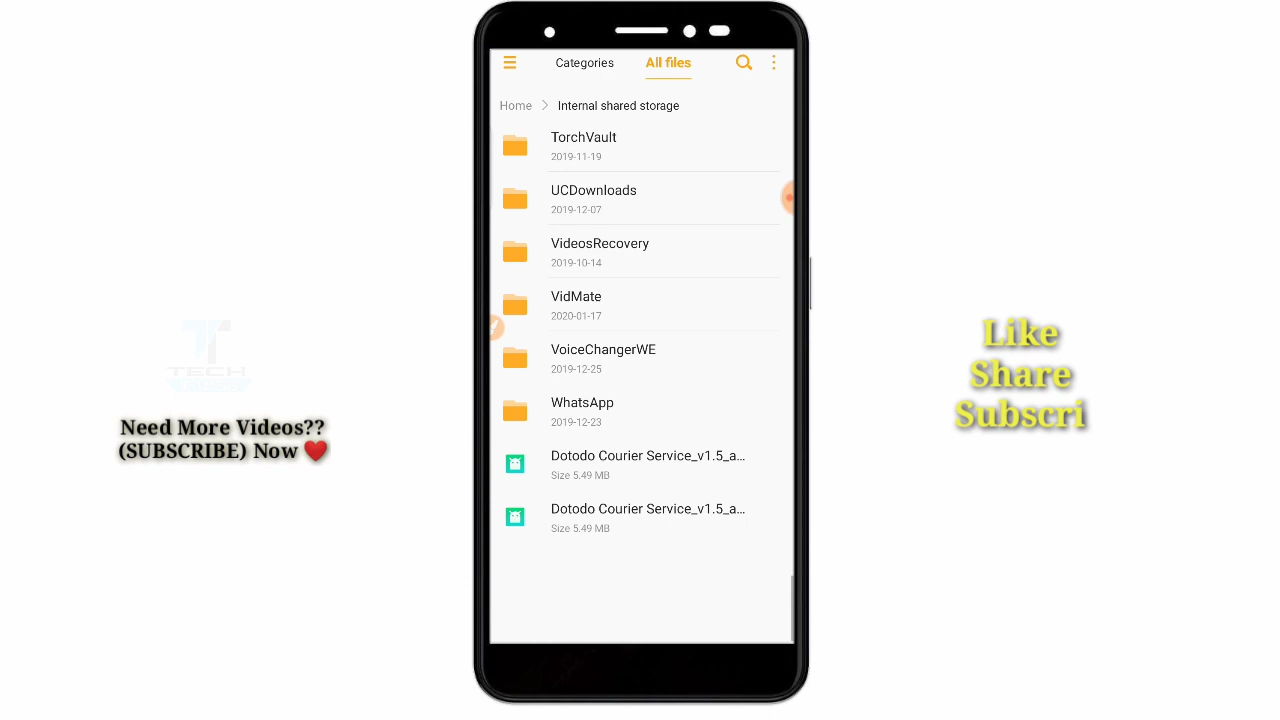 Categories
All files
Home
Internal shared storage
TorchVault
2019-11-19
UCDownloads
2019-12-07
VideosRecovery
2019-10-14
VidMate
2020-01-17
VoiceChangerWE
2019-12-25
WhatsApp
2019-12-23
Dotodo Courier Service_v1.5_a...
Size 5.49 MB
Dotodo Courier Service_v1.5_a...
Size 5.49 MB
TECH
Need More Videos??
(SUBSCRIBE) Now ❤️
Like
Share
Subscri